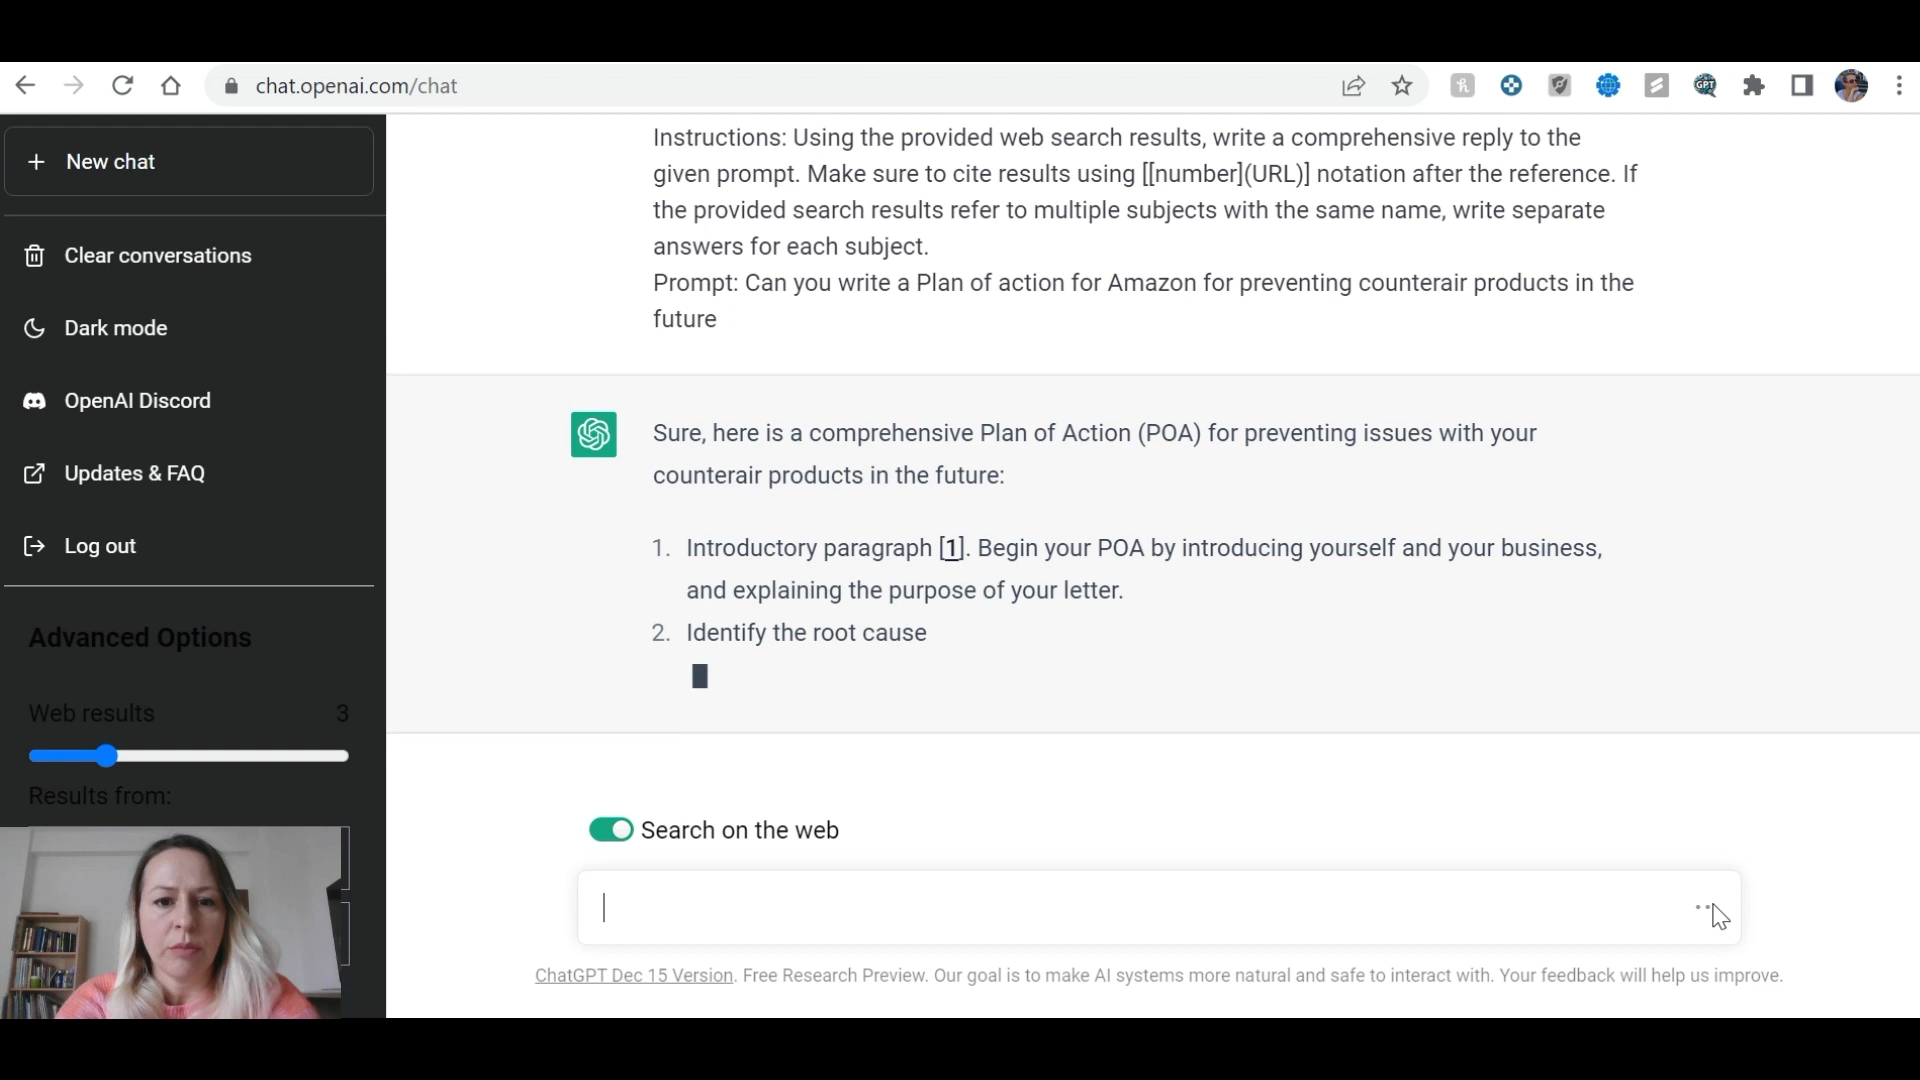 chat.openai.com/chat
GPT
New chat
Clear conversations
Dark mode
OpenAI Discord
Updates & FAQ
Log out
Advanced Options
Web results 3
Results from:
Instructions: Using the provided web search results, write a comprehensive reply to the
given prompt. Make sure to cite results using [[number](URL)] notation after the reference. If
the provided search results refer to multiple subjects with the same name, write separate
answers for each subject.
Prompt: Can you write a Plan of action for Amazon for preventing counterair products in the
future
Sure, here is a comprehensive Plan of Action (POA) for preventing issues with your
counterair products in the future:
1. Introductory paragraph [1]. Begin your POA by introducing yourself and your business,
and explaining the purpose of your letter.
2. Identify the root cause
Search on the web
ChatGPT Dec 15 Version. Free Research Preview. Our goal is to make AI systems more natural and safe to interact with. Your feedback will help us improve.